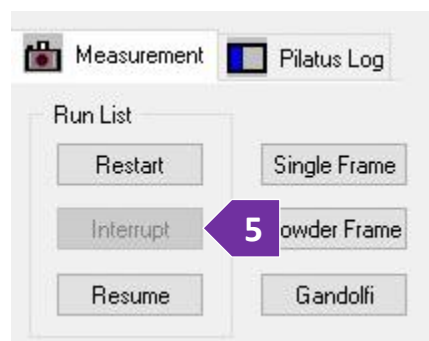 Measurement Pilatus Log
Run List
Restart Single Frame
Interrupt 5 owder Frame
Resume Gandolfi